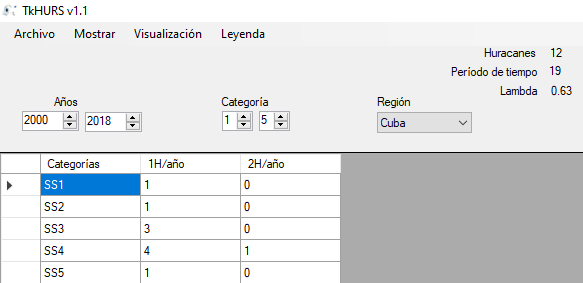 TkHURS v1.1
Archivo Mostrar Visualización Leyenda
Huracanes 12
Período de tiempo 19
Lambda 0.63
Años Categoría Región
2000 2018 1 5 Cuba
Categorías 1H/año 2H/año
SS1 1 0
SS2 1 0
SS3 3 0
SS4 4 1
SS5 1 0